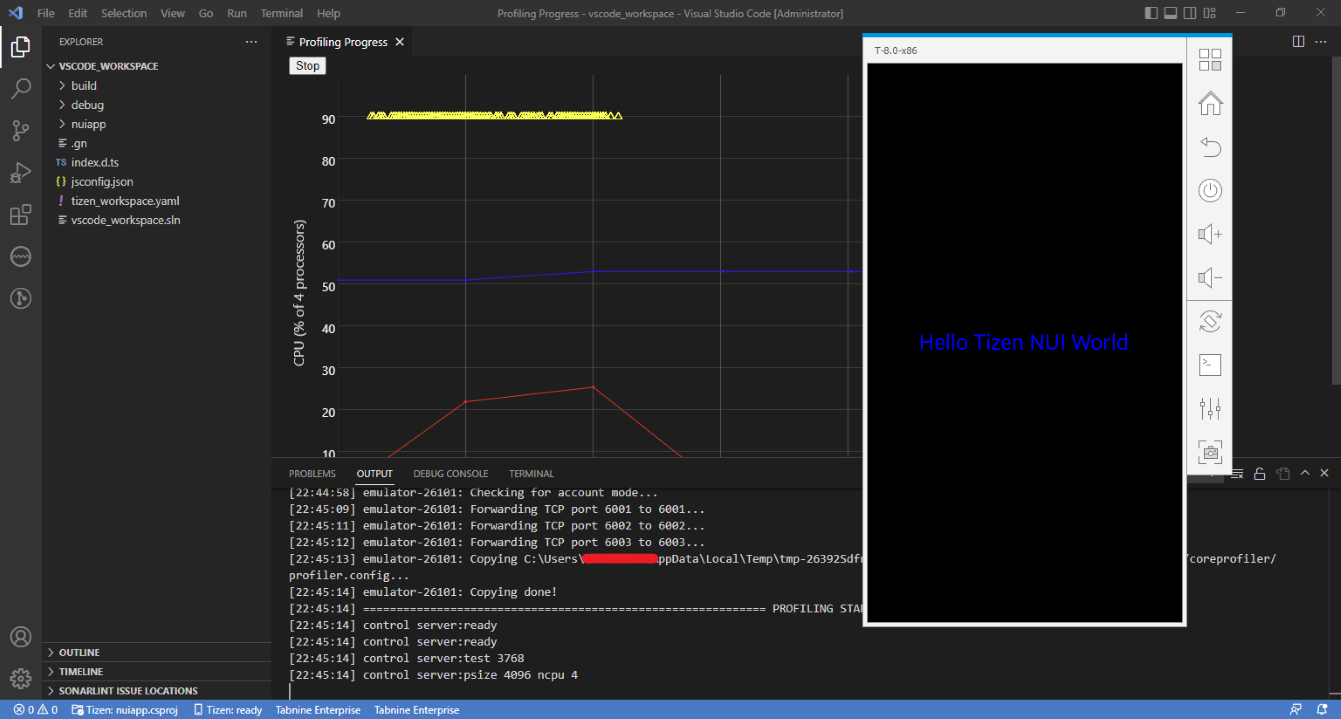 File Edit Selection View Go Run Terminal Help
Profiling Progress - vscode_workspace - Visual Studio Code [Administrator]
EXPLORER
VSCODE_WORKSPACE
build
debug
nuiapp
.gn
TS index.d.ts
{} jsconfig.json
! tizen_workspace.yaml
vscode_workspace.sln
OUTLINE
TIMELINE
SONARLINT ISSUE LOCATIONS
Profiling Progress
Stop
CPU (% of 4 processors)
90
80
70
60
50
40
30
20
10
T-8.0-x86
Hello Tizen NUI World
PROBLEMS OUTPUT DEBUG CONSOLE TERMINAL
[22:44:58] emulator-26101: Checking for account mode...
[22:45:09] emulator-26101: Forwarding TCP port 6001 to 6001...
[22:45:11] emulator-26101: Forwarding TCP port 6002 to 6002...
[22:45:12] emulator-26101: Forwarding TCP port 6003 to 6003...
[22:45:13] emulator-26101: Copying C:\Users\ ppData\Local\Temp\tmp-26392Sdf /coreprofiler/
profiler.config...
[22:45:14] emulator-26101: Copying done!
[22:45:14] ============================================================= PROFILING STA
[22:45:14] control server:ready
[22:45:14] control server:ready
[22:45:14] control server:test 3768
[22:45:14] control server:psize 4096 ncpu 4
0 0 Tizen: nuiapp.csproj Tizen: ready Tabnine Enterprise Tabnine Enterprise